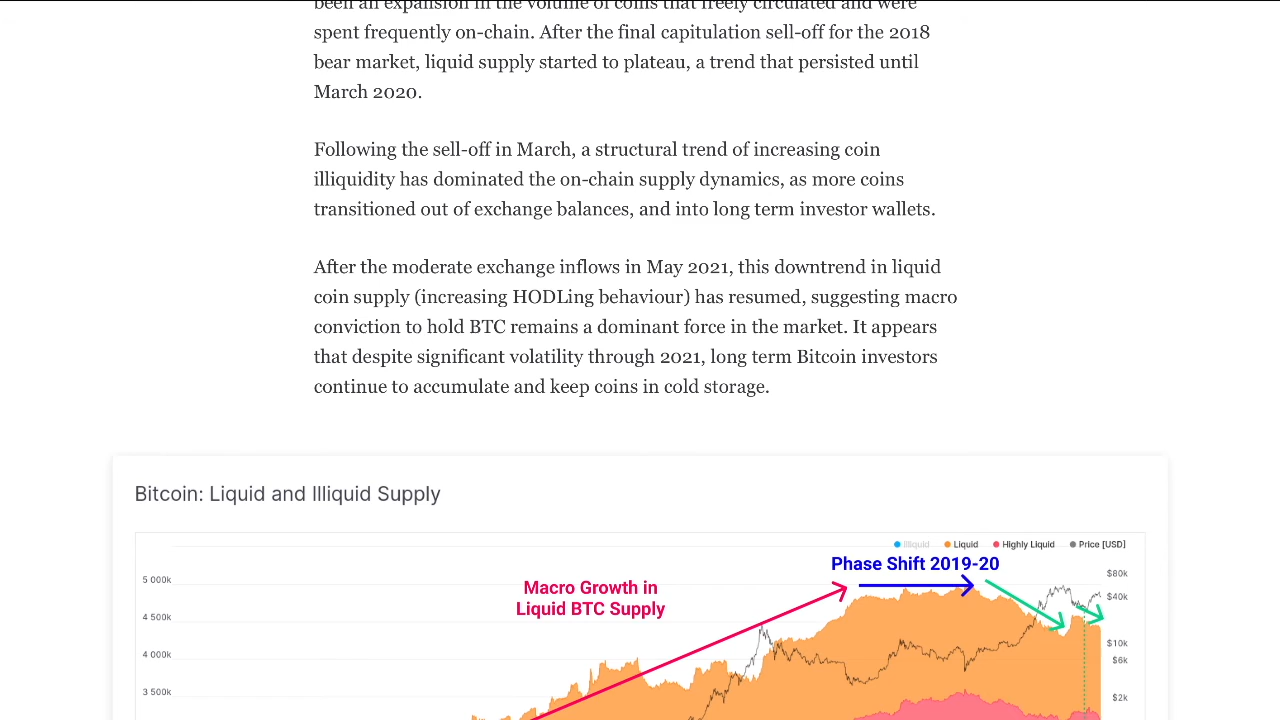 been an expansion in the volume of coins that freely circulated and were
spent frequently on-chain. After the final capitulation sell-off for the 2018
bear market, liquid supply started to plateau, a trend that persisted until
March 2020.
Following the sell-off in March, a structural trend of increasing coin
illiquidity has dominated the on-chain supply dynamics, as more coins
transitioned out of exchange balances, and into long term investor wallets.
After the moderate exchange inflows in May 2021, this downtrend in liquid
coin supply (increasing HODLing behaviour) has resumed, suggesting macro
conviction to hold BTC remains a dominant force in the market. It appears
that despite significant volatility through 2021, long term Bitcoin investors
continue to accumulate and keep coins in cold storage.
Bitcoin: Liquid and Illiquid Supply
Illiquid Liquid Highly Liquid Price [USD]
Phase Shift 2019-20
Macro Growth in
Liquid BTC Supply
5 000k
4 500k
4 000k
3 500k
$80k
$40k
$10k
$6k
$2k